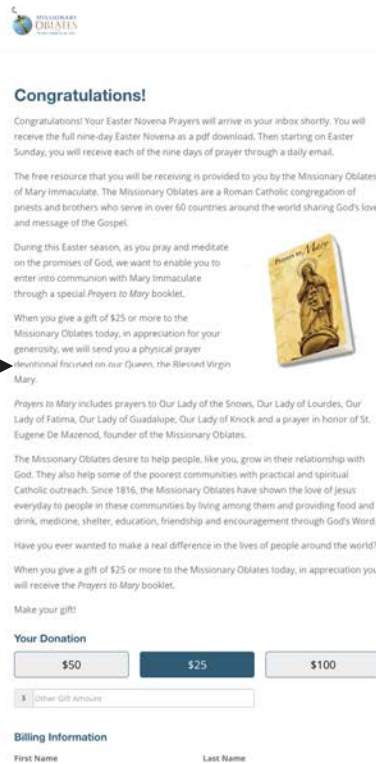 MISSIONARY
OBLATES
Congratulations!
Congratulations! Your Easter Novena Prayers will arrive in your inbox shortly. You will
receive the full nine-day Easter Novena as a pdf download. Then starting on Easter
Sunday, you will receive each of the nine days of prayer through a daily email.
The free resource that you will be receiving is provided to you by the Missionary Oblates
of Mary Immaculate. The Missionary Oblates are a Roman Catholic congregation of
priests and brothers who serve in over 60 countries around the world sharing God's love
and message of the Gospel.
During this Easter season, as you pray and meditate
on the promises of God, we want to enable you to
enter into communion with Mary Immaculate
through a special Prayers to Mary booklet.
Prayers to Mary
When you give a gift of $25 or more to the
Missionary Oblates today, in appreciation for your
generosity, we will send you a physical prayer
devotional focused on our Queen, the Blessed Virgin
Mary.
Prayers to Mary includes prayers to Our Lady of the Snows, Our Lady of Lourdes, Our
Lady of Fatima, Our Lady of Guadalupe, Our Lady of Knock and a prayer in honor of St.
Eugene De Mazenod, founder of the Missionary Oblates.
The Missionary Oblates desire to help people, like you, grow in their relationship with
God. They also help some of the poorest communities with practical and spiritual
Catholic outreach. Since 1816, the Missionary Oblates have shown the love of Jesus
everyday to people in these communities by living among them and providing food and
drink, medicine, shelter, education, friendship and encouragement through God's Word.
Have you ever wanted to make a real difference in the lives of people around the world?
When you give a gift of $25 or more to the Missionary Oblates today, in appreciation you
will receive the Prayers to Mary booklet.
Make your gift!
Your Donation
$50 $25 $100
$ Other Gift Amount
Billing Information
First Name Last Name